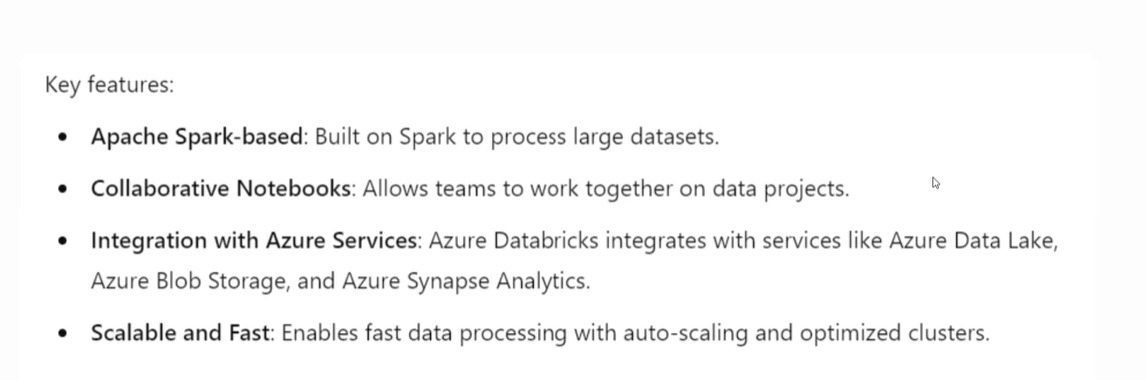 Key features:
• Apache Spark-based: Built on Spark to process large datasets.
• Collaborative Notebooks: Allows teams to work together on data projects.
• Integration with Azure Services: Azure Databricks integrates with services like Azure Data Lake,
Azure Blob Storage, and Azure Synapse Analytics.
• Scalable and Fast: Enables fast data processing with auto-scaling and optimized clusters.